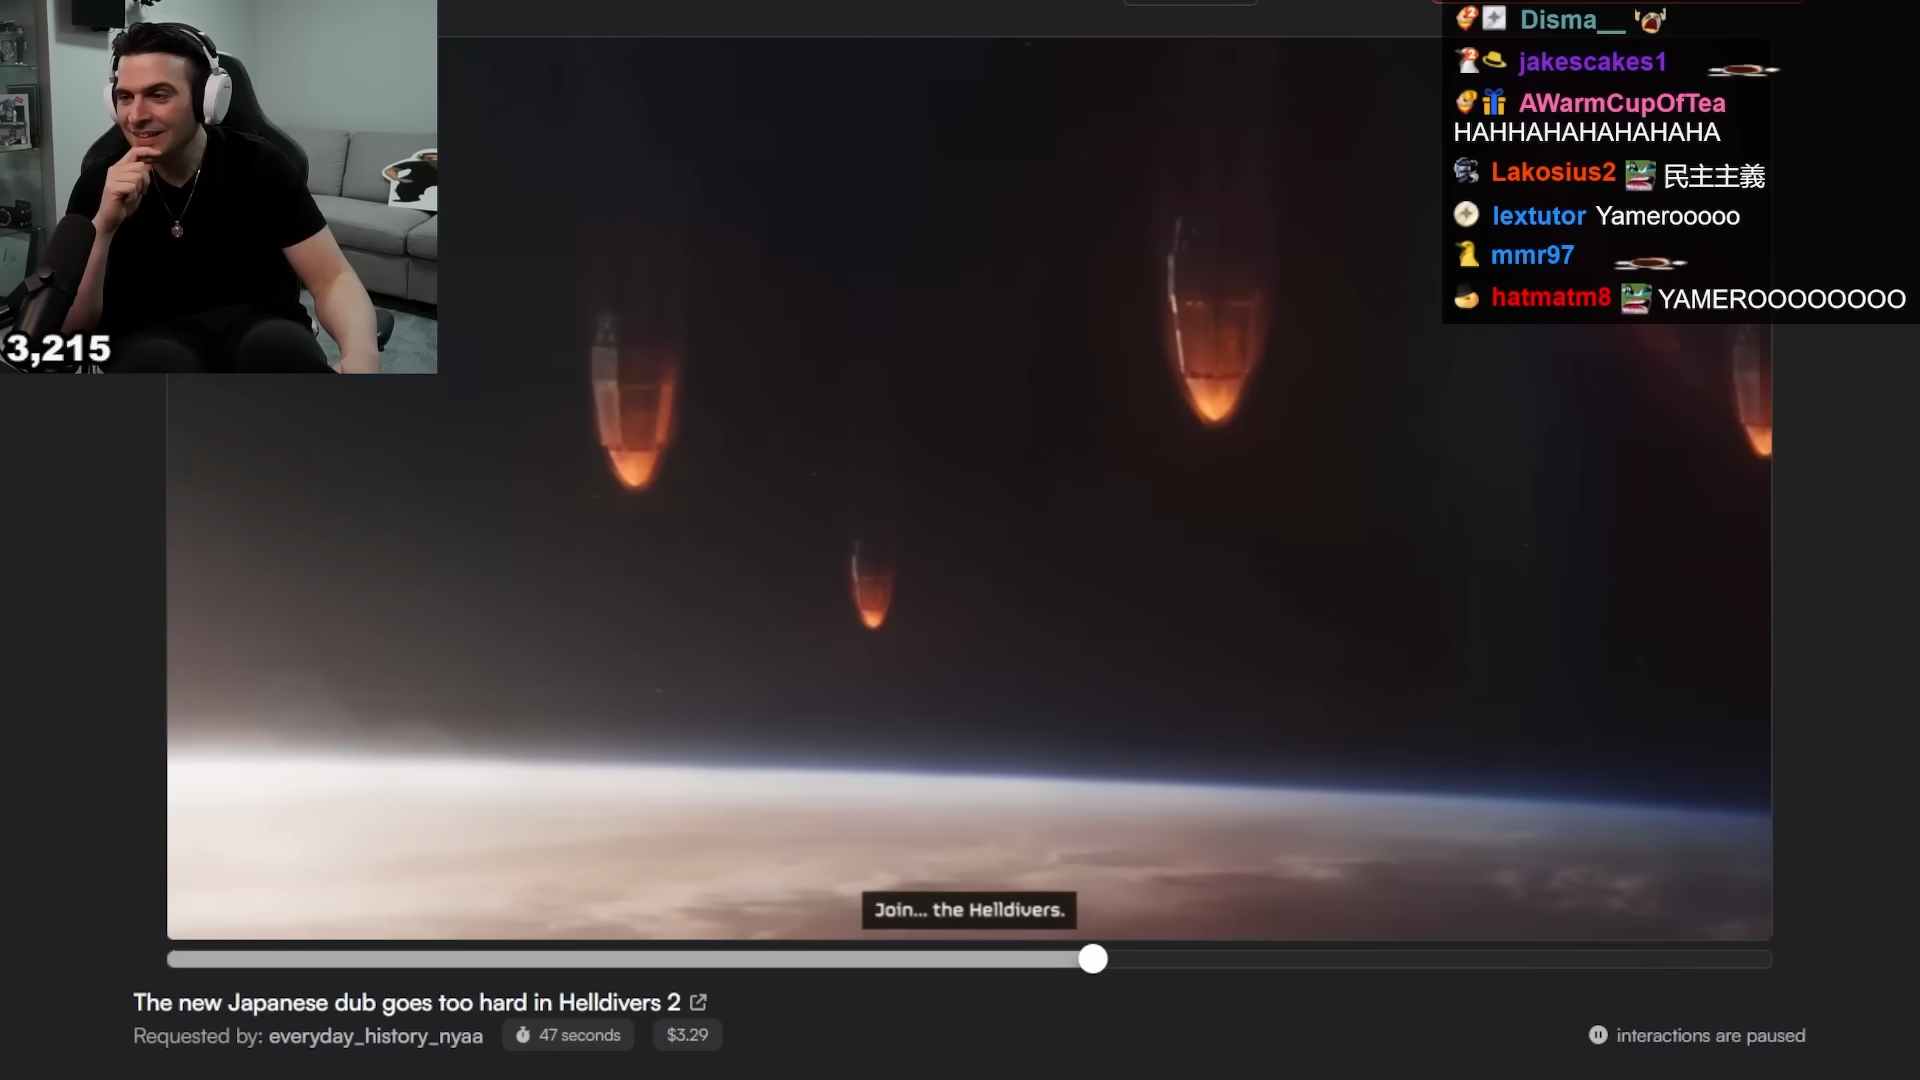 Disma__
jakescakes1
AWarmCupOfTea
HAHHAHAHAHAHAHA
Lakosius2 民主主義
lextutor Yamerooooo
mmr97
hatmatm8 YAMEROOOOOOOO
3,215
Join... the Helldivers.
The new Japanese dub goes too hard in Helldivers 2
Requested by: everyday_history_nyaa 47 seconds $3.29
interactions are paused